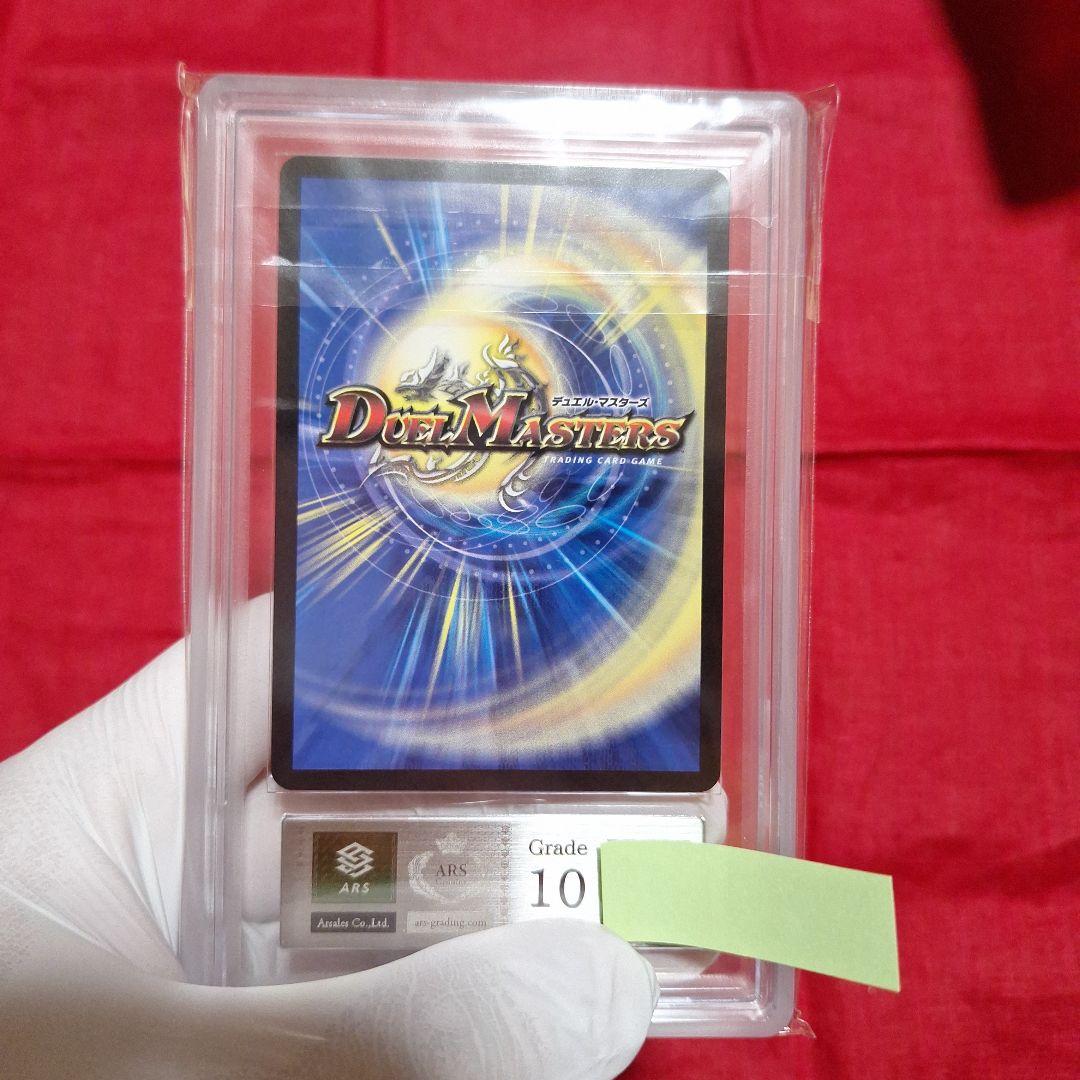 デュエル・マスターズ
DUEL MASTERS
TRADING CARD GAME
ARS
Arsales Co.,Ltd.
ARS
ars-grading.com
Grade
10